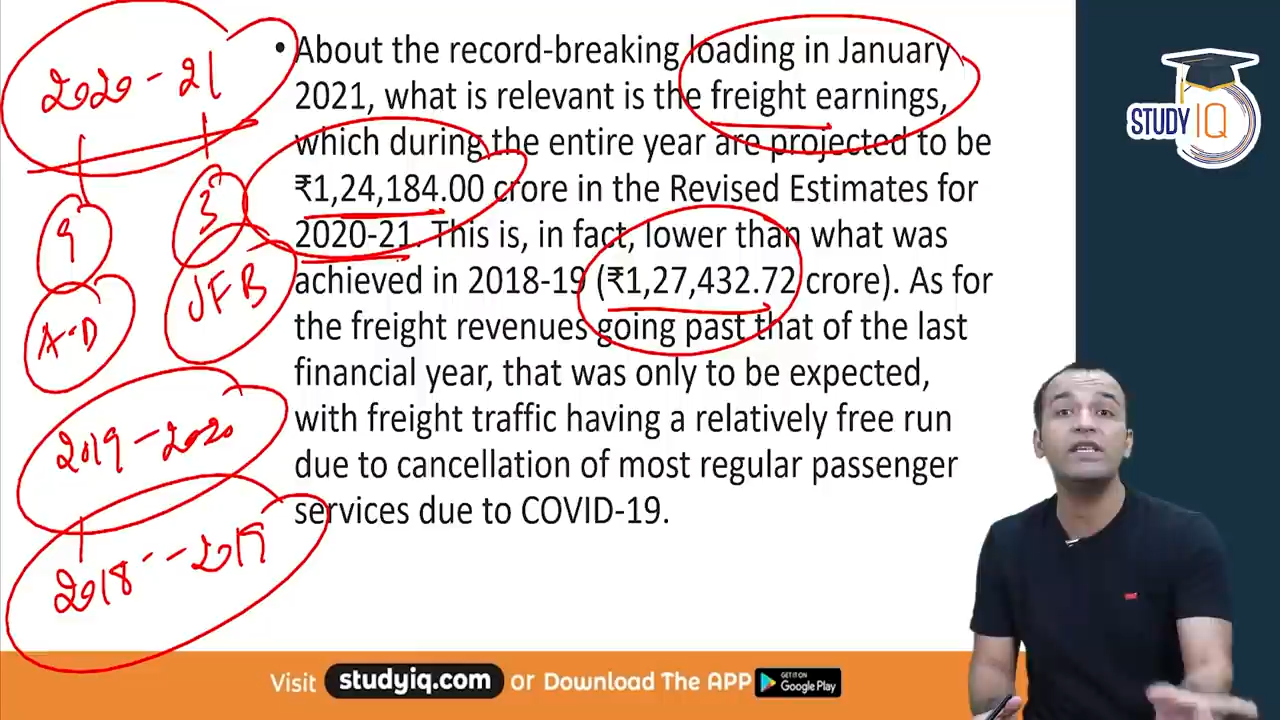 • About the record-breaking loading in January
2021, what is relevant is the freight earnings,
which during the entire year are projected to be
₹1,24,184.00 crore in the Revised Estimates for
2020-21. This is, in fact, lower than what was
achieved in 2018-19 (₹1,27,432.72 crore). As for
the freight revenues going past that of the last
financial year, that was only to be expected,
with freight traffic having a relatively free run
due to cancellation of most regular passenger
services due to COVID-19.
2020-21
9
3
A-D
JFB
2019-2020
2018--2019
STUDY IQ
Visit studyiq.com or Download The APP
GET IT ON
Google Play